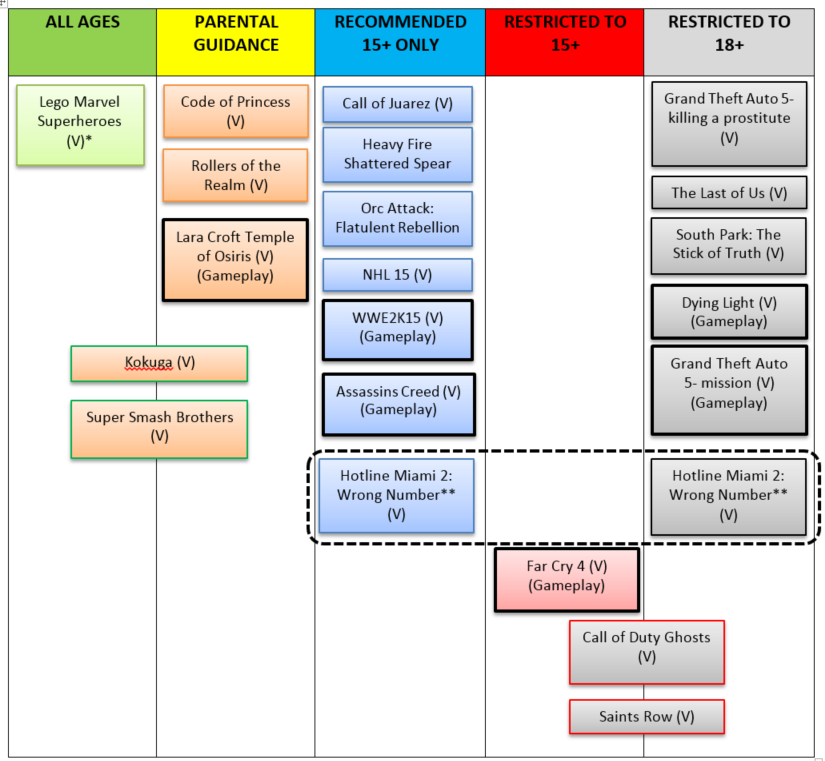 ALL AGES
PARENTAL
GUIDANCE
RECOMMENDED
15+ ONLY
RESTRICTED TO
15+
RESTRICTED TO
18+
Lego Marvel
Superheroes
(V)*
Code of Princess
(V)
Rollers of the
Realm (V)
Lara Croft Temple
of Osiris (V)
(Gameplay)
Kokuga (V)
Super Smash Brothers
(V)
Call of Juarez (V)
Heavy Fire
Shattered Spear
Orc Attack:
Flatulent Rebellion
NHL 15 (V)
WWE2K15 (V)
(Gameplay)
Assassins Creed (V)
(Gameplay)
Hotline Miami 2:
Wrong Number**
(V)
Far Cry 4 (V)
(Gameplay)
Grand Theft Auto 5-
killing a prostitute
(V)
The Last of Us (V)
South Park: The
Stick of Truth (V)
Dying Light (V)
(Gameplay)
Grand Theft Auto
5- mission (V)
(Gameplay)
Hotline Miami 2:
Wrong Number**
(V)
Call of Duty Ghosts
(V)
Saints Row (V)